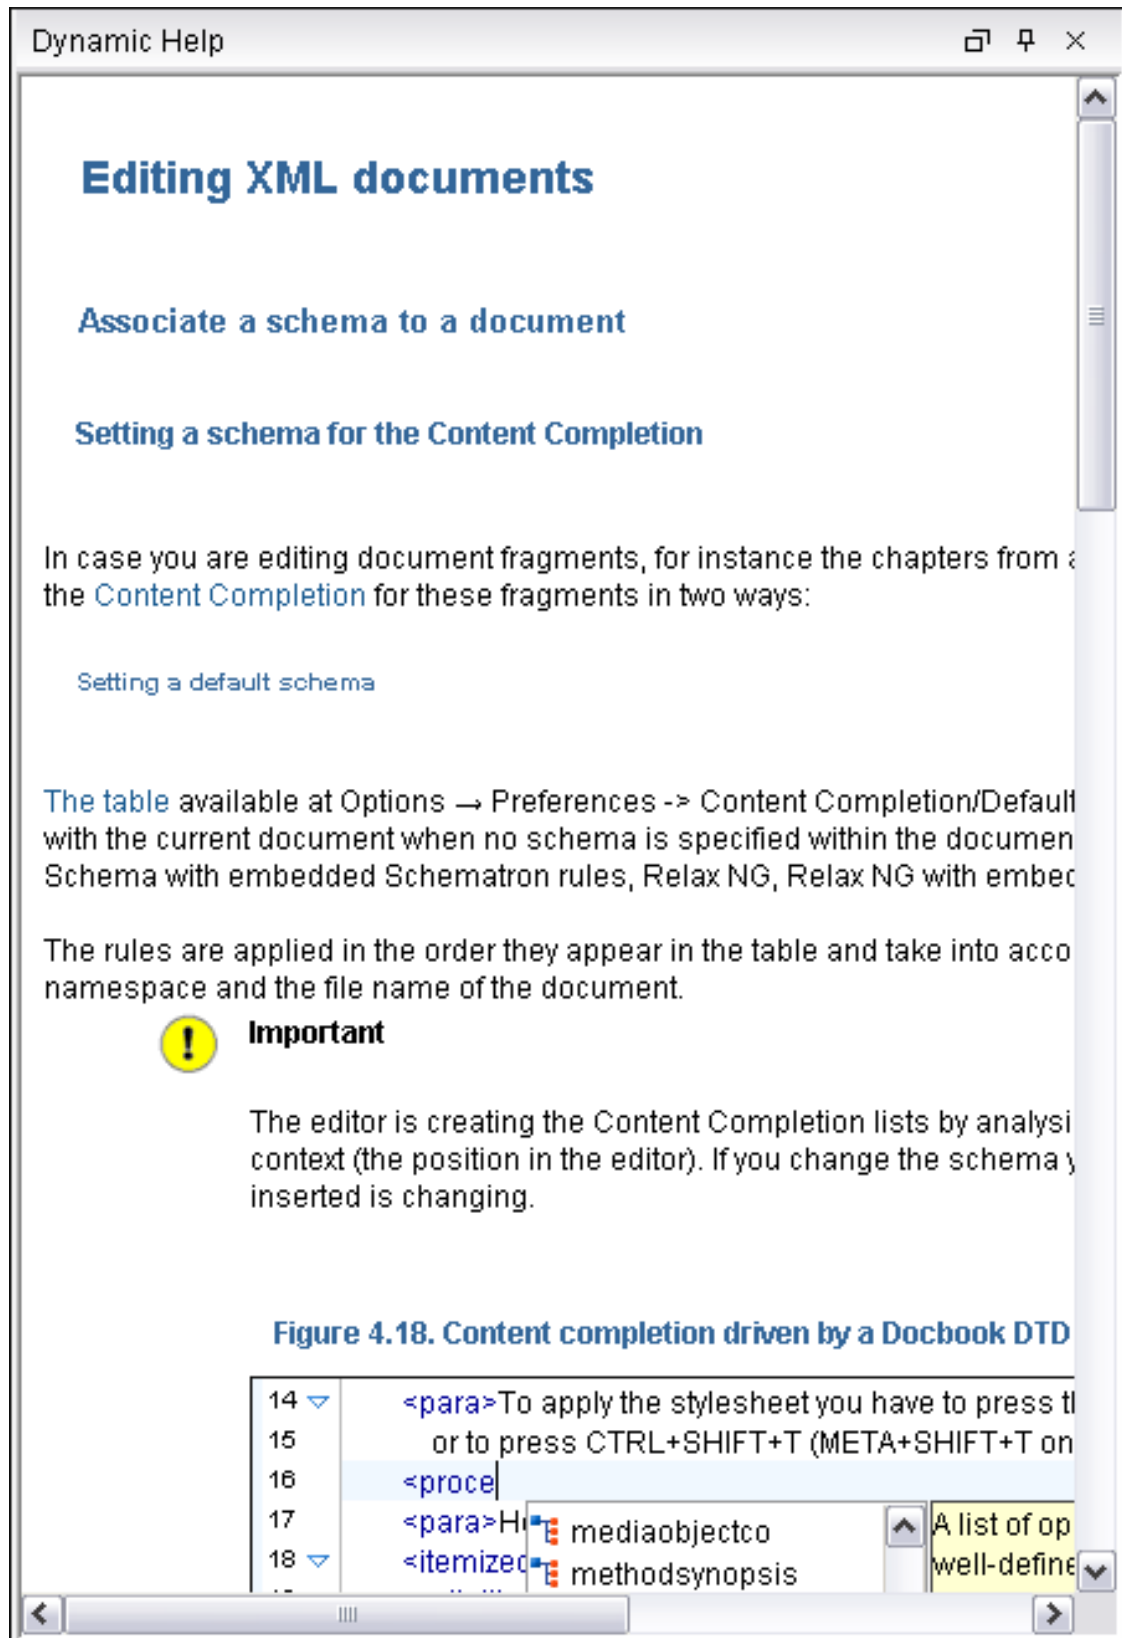 Dynamic Help
Editing XML documents
Associate a schema to a document
Setting a schema for the Content Completion
In case you are editing document fragments, for instance the chapters from
the Content Completion for these fragments in two ways:
Setting a default schema
The table available at Options → Preferences -> Content Completion/Default
with the current document when no schema is specified within the documen
Schema with embedded Schematron rules, Relax NG, Relax NG with embed
The rules are applied in the order they appear in the table and take into acco
namespace and the file name of the document.
Important
The editor is creating the Content Completion lists by analysi
context (the position in the editor). If you change the schema y
inserted is changing.
Figure 4.18. Content completion driven by a Docbook DTD
14 <para>To apply the stylesheet you have to press t
15 or to press CTRL+SHIFT+T (META+SHIFT+T on
16 <proce
17 <para>H
mediaobjectco
A list of op
18 <itemized
methodsynopsis
well-define